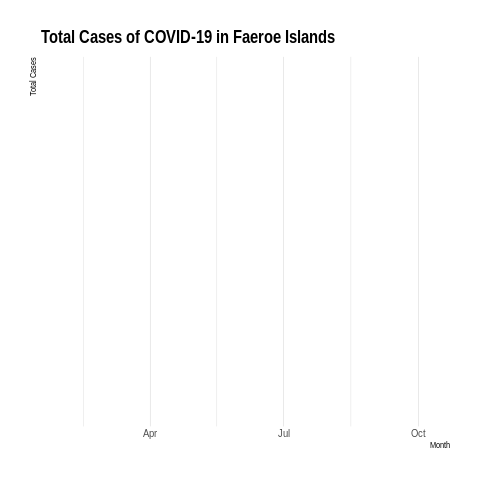 Total Cases of COVID-19 in Faeroe Islands
Total Cases
Apr Jul Oct
Month